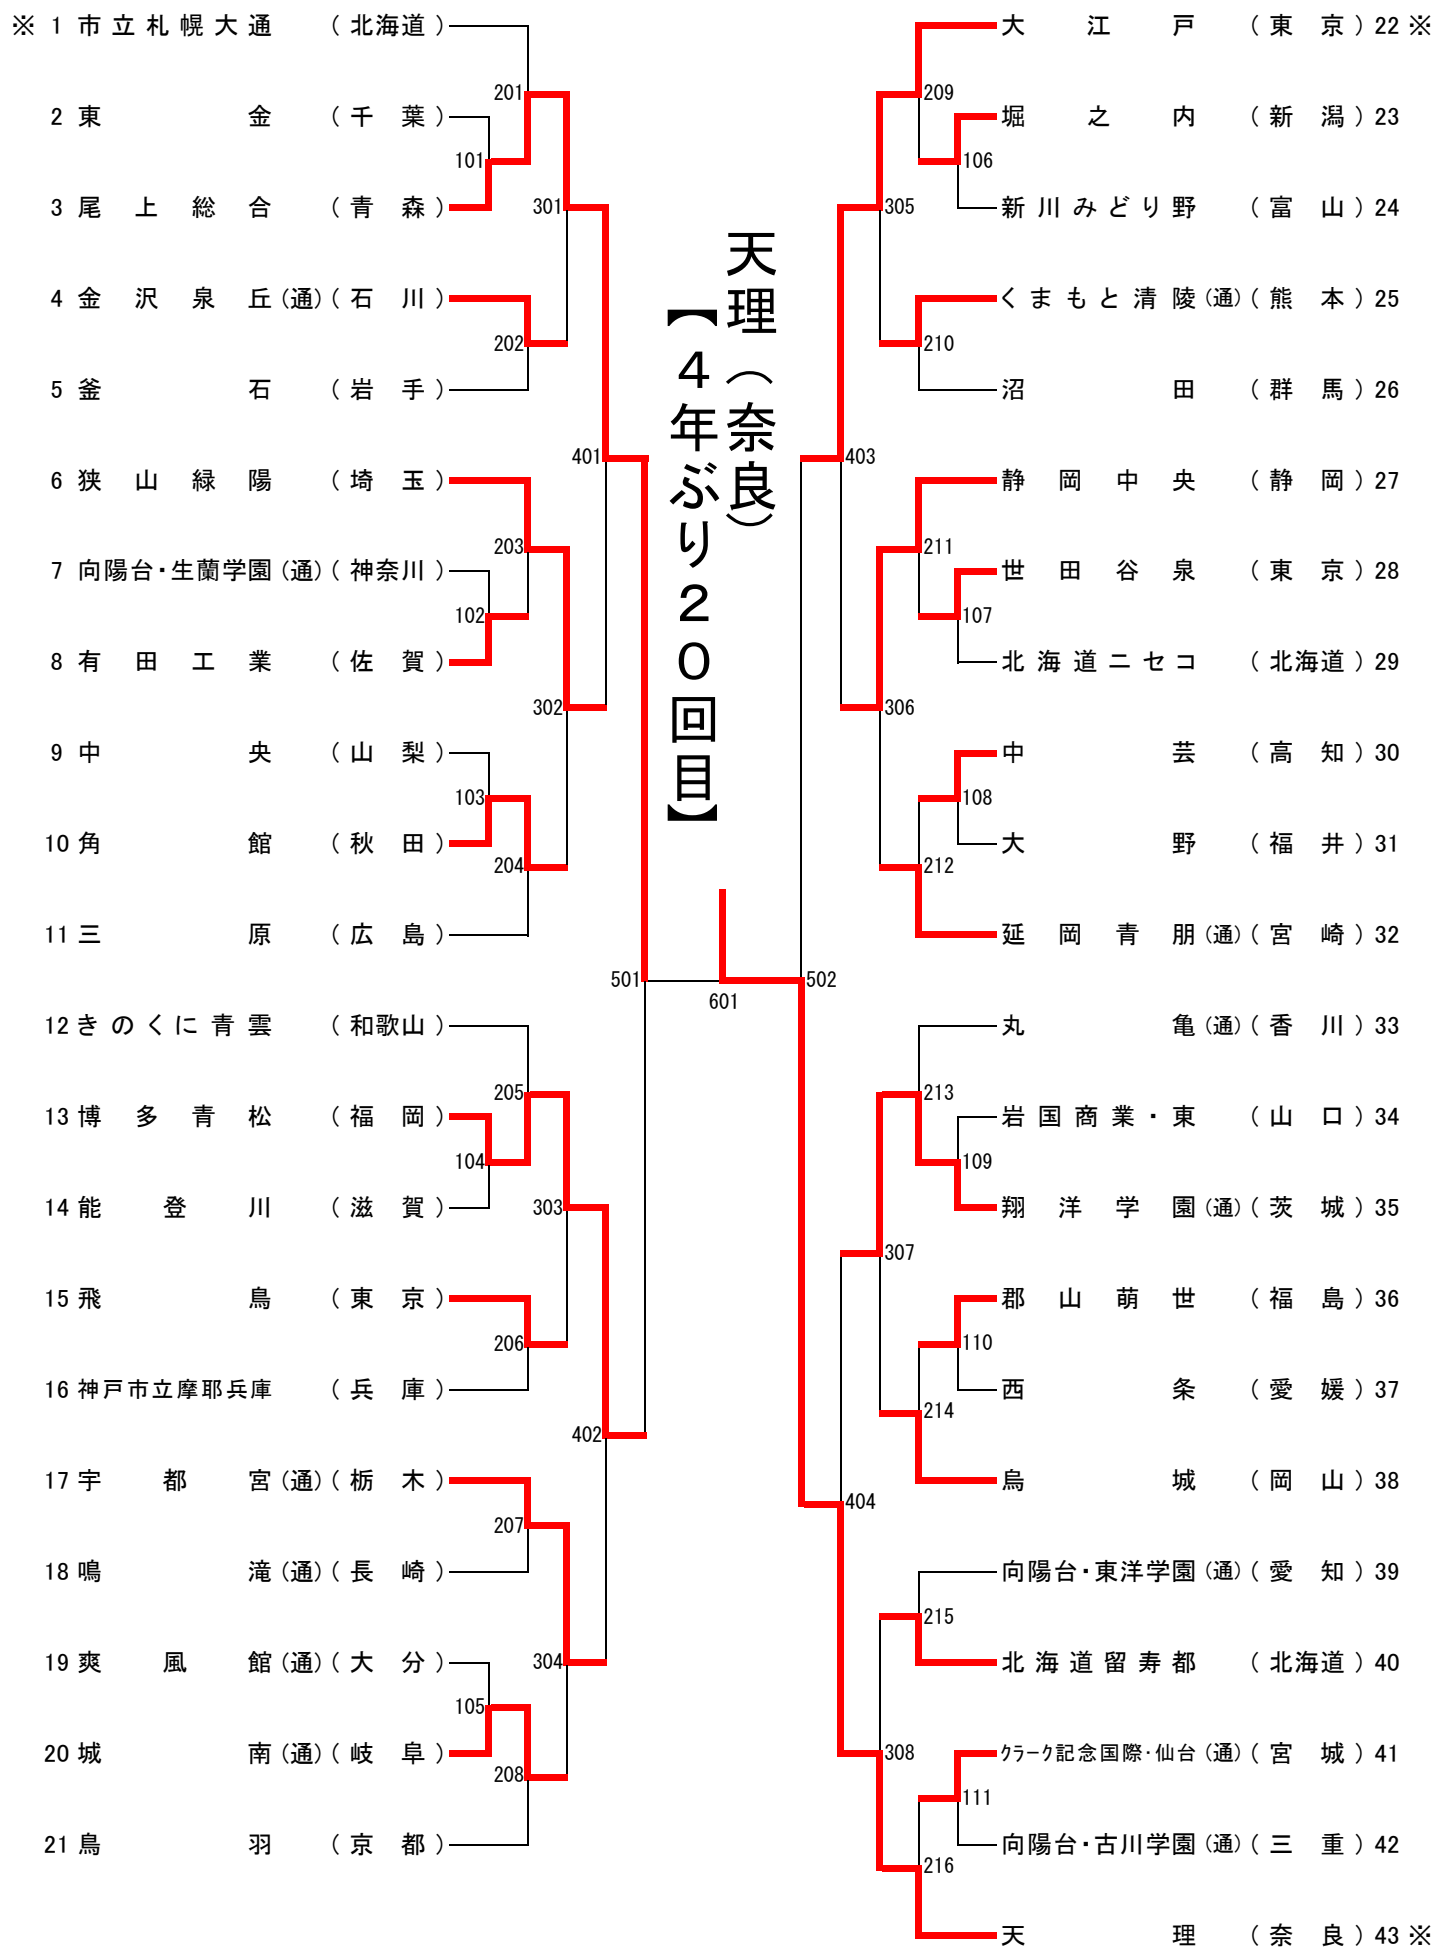 ※ 1 市立札幌大通 (北海道)
2 東金 (千葉)
3 尾上総合 (青森)
4 金沢泉丘(通) (石川)
5 釜石 (岩手)
6 狭山緑陽 (埼玉)
7 向陽台・生蘭学園(通) (神奈川)
8 有田工業 (佐賀)
9 中央 (山梨)
10 角館 (秋田)
11 三原 (広島)
12 きのくに青雲 (和歌山)
13 博多青松 (福岡)
14 能登川 (滋賀)
15 飛鳥 (東京)
16 神戸市立摩耶兵庫 (兵庫)
17 宇都宮(通) (栃木)
18 鳴滝(通) (長崎)
19 爽風館(通) (大分)
20 城南(通) (岐阜)
21 鳥羽 (京都)
101
102
103
104
105
201
202
203
204
205
206
207
208
301
302
303
304
401
402
501
天理(奈良)
【4年ぶり20回目】
601
502
403
404
305
306
307
308
209
210
211
212
213
214
215
216
106
107
108
109
110
111
大江戸 (東京) 22 ※
堀之内 (新潟) 23
新川みどり野 (富山) 24
くまもと清陵(通) (熊本) 25
沼田 (群馬) 26
静岡中央 (静岡) 27
世田谷泉 (東京) 28
北海道ニセコ (北海道) 29
中芸 (高知) 30
大野 (福井) 31
延岡青朋(通) (宮崎) 32
丸亀(通) (香川) 33
岩国商業・東 (山口) 34
翔洋学園(通) (茨城) 35
郡山萌世 (福島) 36
西条 (愛媛) 37
烏城 (岡山) 38
向陽台・東洋学園(通) (愛知) 39
北海道留寿都 (北海道) 40
クラーク記念国際・仙台(通) (宮城) 41
向陽台・古川学園(通) (三重) 42
天理 (奈良) 43 ※